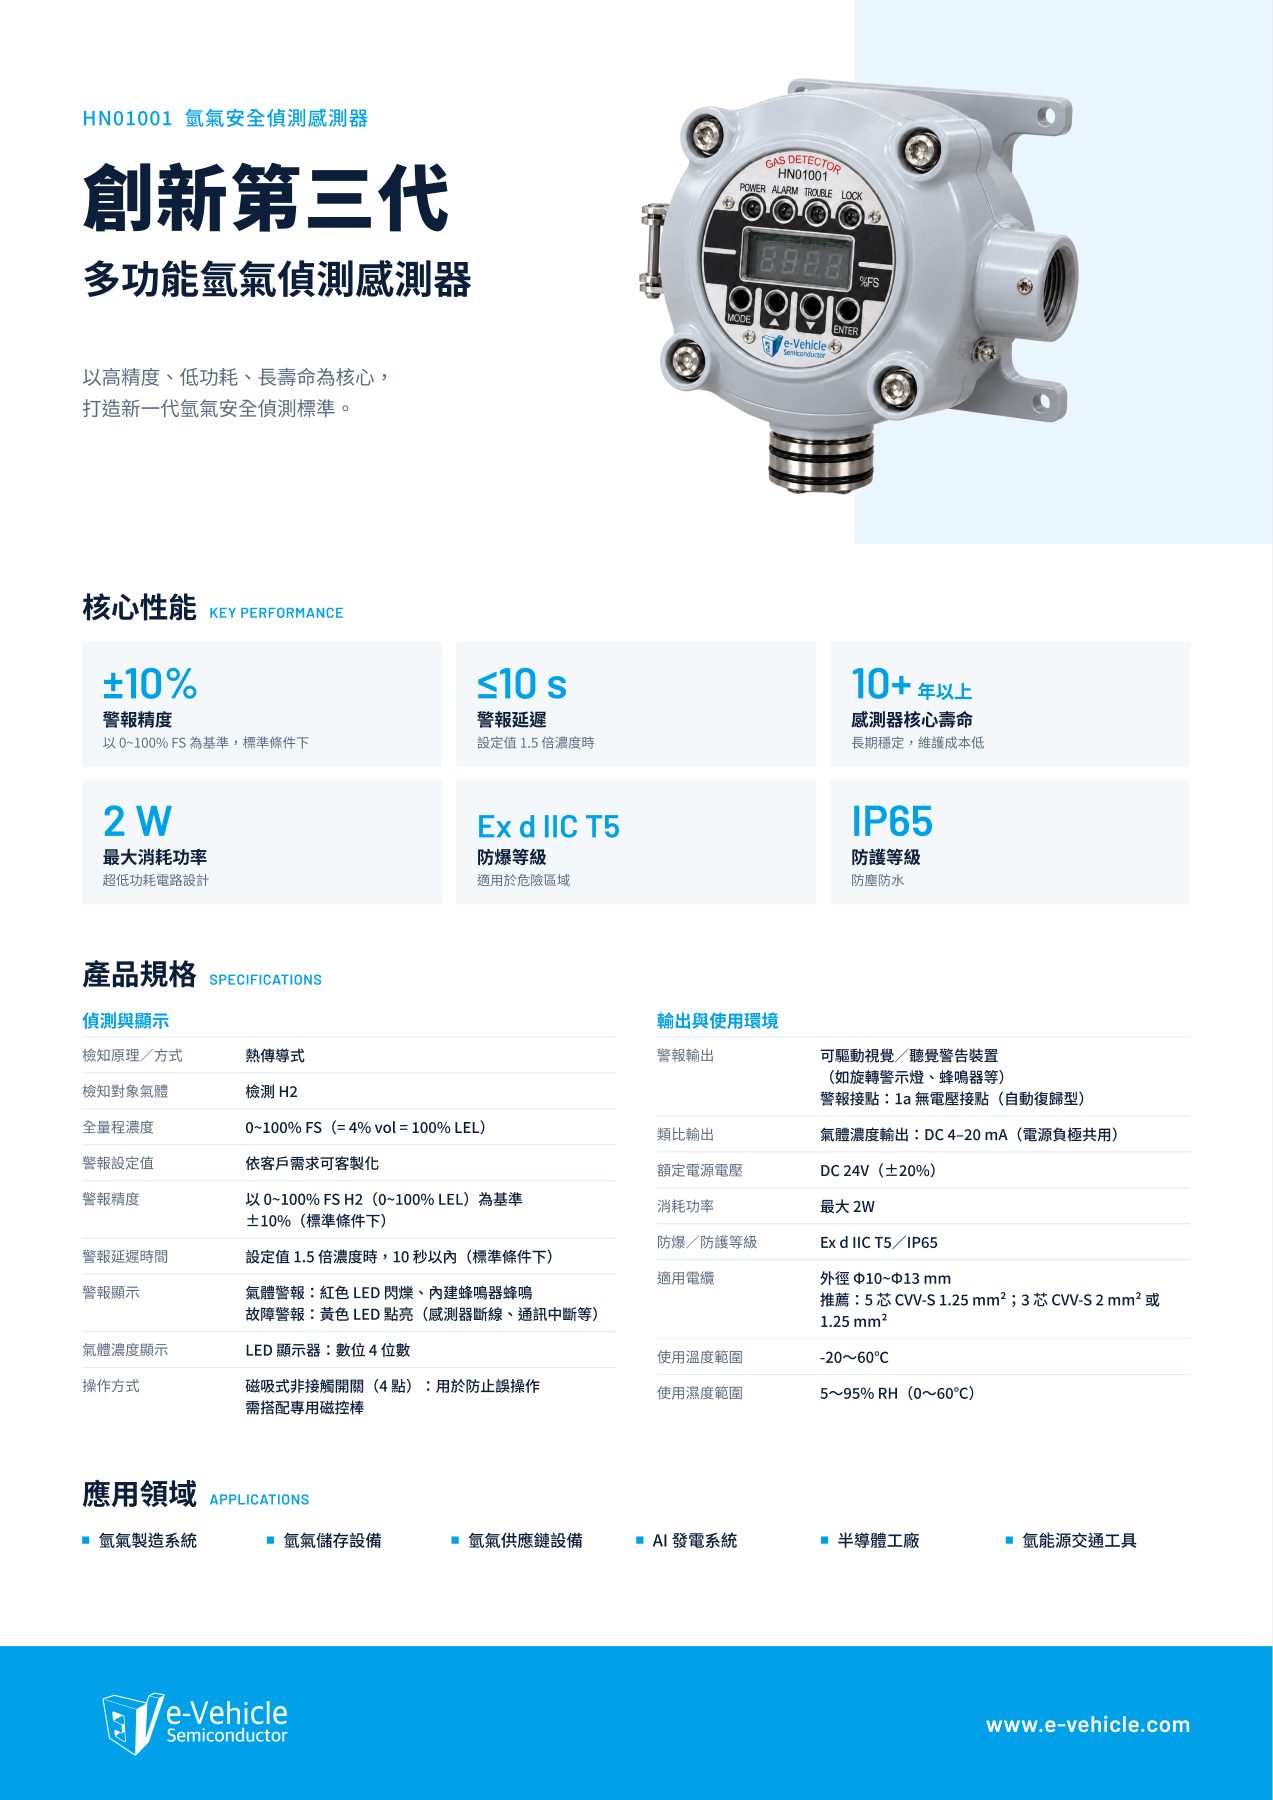 HN01001 氫氣安全偵測感測器
創新第三代
多功能氫氣偵測感測器
以高精度、低功耗、長壽命為核心，
打造新一代氫氣安全偵測標準。
GAS DETECTOR
HN01001
POWER ALARM TROUBLE LOCK
%FS
MODE ▲ ▼ ENTER
e-Vehicle
Semiconductor
核心性能 KEY PERFORMANCE
±10%
警報精度
以 0~100% FS 為基準，標準條件下
≤10 s
警報延遲
設定值 1.5 倍濃度時
10+ 年以上
感測器核心壽命
長期穩定，維護成本低
2 W
最大消耗功率
超低功耗電路設計
Ex d IIC T5
防爆等級
適用於危險區域
IP65
防護等級
防塵防水
產品規格 SPECIFICATIONS
偵測與顯示
檢知原理／方式 熱傳導式
檢知對象氣體 檢測 H2
全量程濃度 0~100% FS（= 4% vol = 100% LEL）
警報設定值 依客戶需求可客製化
警報精度 以 0~100% FS H2（0~100% LEL）為基準
±10%（標準條件下）
警報延遲時間 設定值 1.5 倍濃度時，10 秒以內（標準條件下）
警報顯示 氣體警報：紅色 LED 閃爍、內建蜂鳴器蜂鳴
故障警報：黃色 LED 點亮（感測器斷線、通訊中斷等）
氣體濃度顯示 LED 顯示器：數位 4 位數
操作方式 磁吸式非接觸開關（4 點）：用於防止誤操作
需搭配專用磁控棒
輸出與使用環境
警報輸出 可驅動視覺／聽覺警告裝置
（如旋轉警示燈、蜂鳴器等）
警報接點：1a 無電壓接點（自動復歸型）
類比輸出 氣體濃度輸出：DC 4–20 mA（電源負極共用）
額定電源電壓 DC 24V（±20%）
消耗功率 最大 2W
防爆／防護等級 Ex d IIC T5／IP65
適用電纜 外徑 Φ10~Φ13 mm
推薦：5 芯 CVV-S 1.25 mm²；3 芯 CVV-S 2 mm² 或
1.25 mm²
使用溫度範圍 -20～60℃
使用濕度範圍 5～95% RH（0～60℃）
應用領域 APPLICATIONS
氫氣製造系統
氫氣儲存設備
氫氣供應鏈設備
AI 發電系統
半導體工廠
氫能源交通工具
e-Vehicle
Semiconductor
www.e-vehicle.com